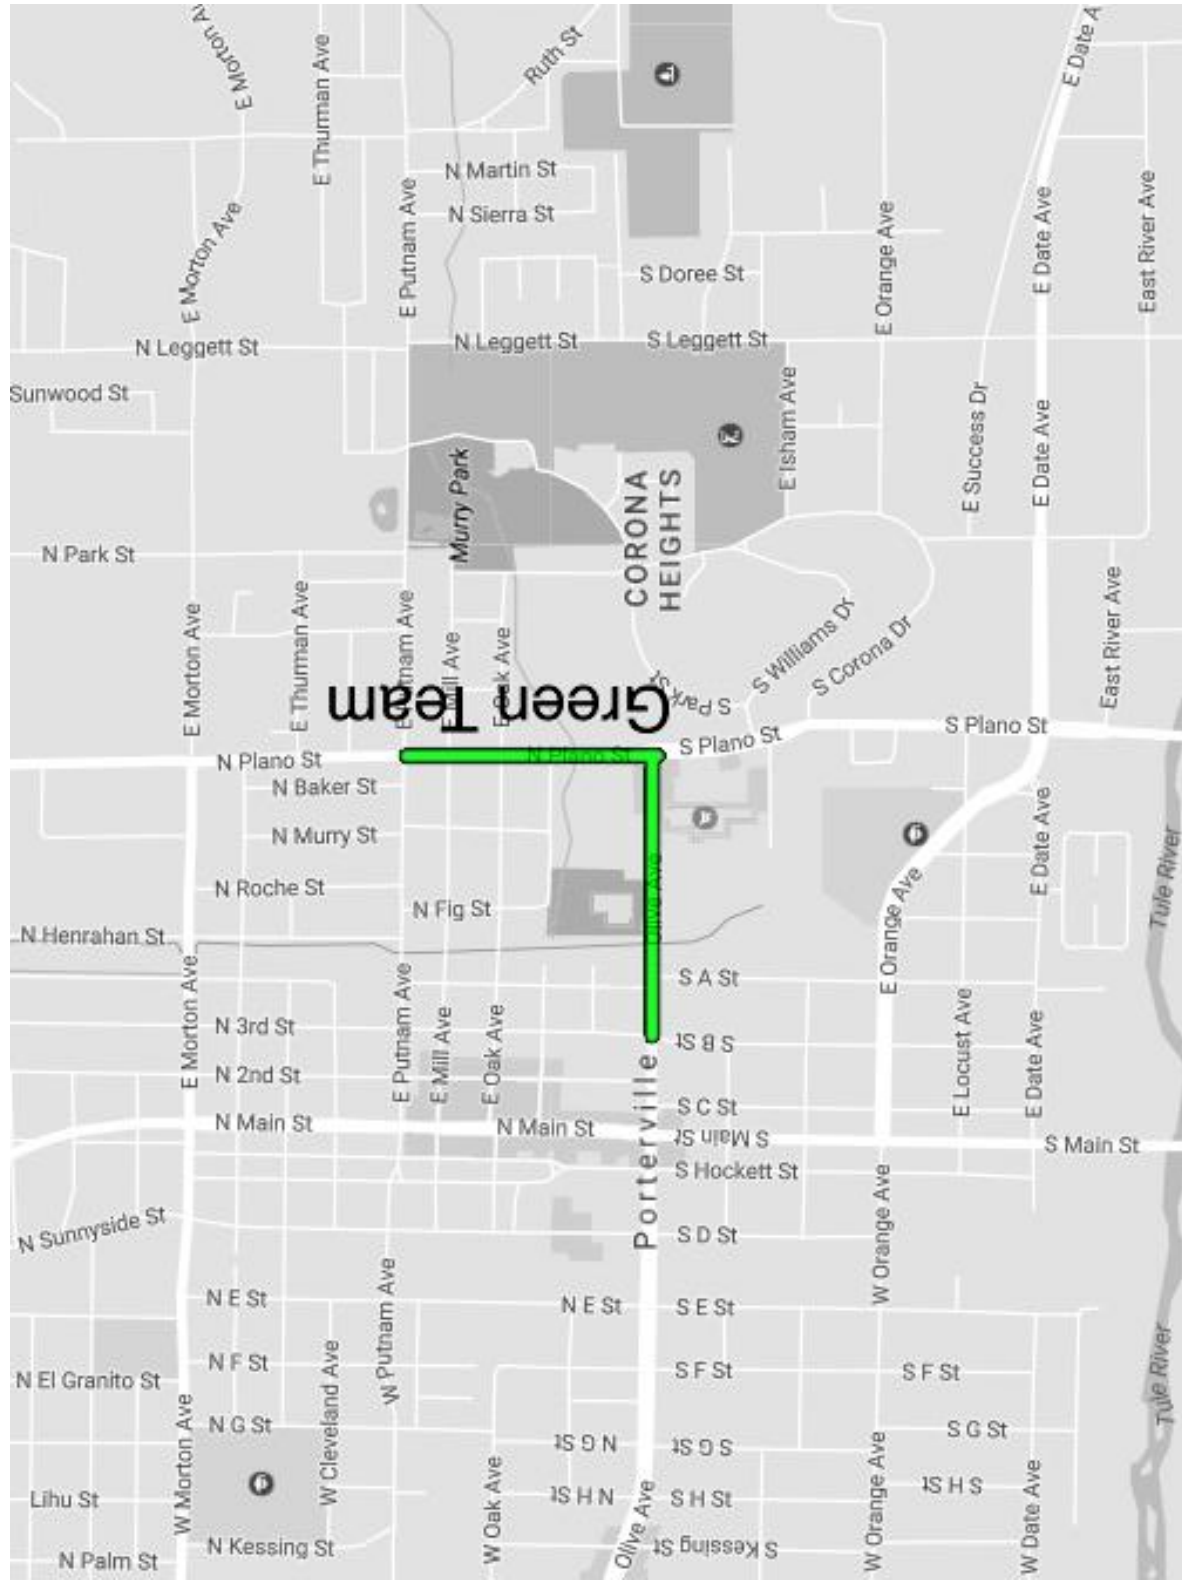 E Morton Av
E Morton Ave
E Thurman Ave
Ruth St
E Date A
N Martin St
N Sierra St
E Putnam Ave
E Morton Ave
E Orange Ave
E Date Ave
East River Ave
S Doree St
N Leggett St
N Leggett St
S Leggett St
Sunwood St
E Isham Ave
E Success Dr
E Date Ave
Murry Park
CORONA
HEIGHTS
N Park St
E Morton Ave
E Thurman Ave
E Putnam Ave
E Mill Ave
E Oak Ave
S Williams Dr
S Corona Dr
East River Ave
S Park St
Green Team
N Plano St
N Plano St
S Plano St
S Plano St
N Baker St
N Murry St
N Roche St
N Fig St
Olive Ave
E Orange Ave
E Date Ave
Tule River
N Henrahan St
S A St
E Morton Ave
E Putnam Ave
E Mill Ave
E Oak Ave
N 3rd St
S B St
N 2nd St
E Locust Ave
E Date Ave
S C St
N Main St
N Main St
S Main St
S Main St
Porterville
S Hockett St
N Sunnyside St
S D St
W Orange Ave
N E St
N E St
S E St
W Putnam Ave
W Cleveland Ave
N F St
S F St
S F St
Tule River
N El Granito St
N G St
N G St
S G St
S G St
W Morton Ave
Lihu St
W Oak Ave
N H St
S H St
S H St
Olive Ave
W Orange Ave
W Date Ave
N Kessing St
S Kessing St
N Palm St